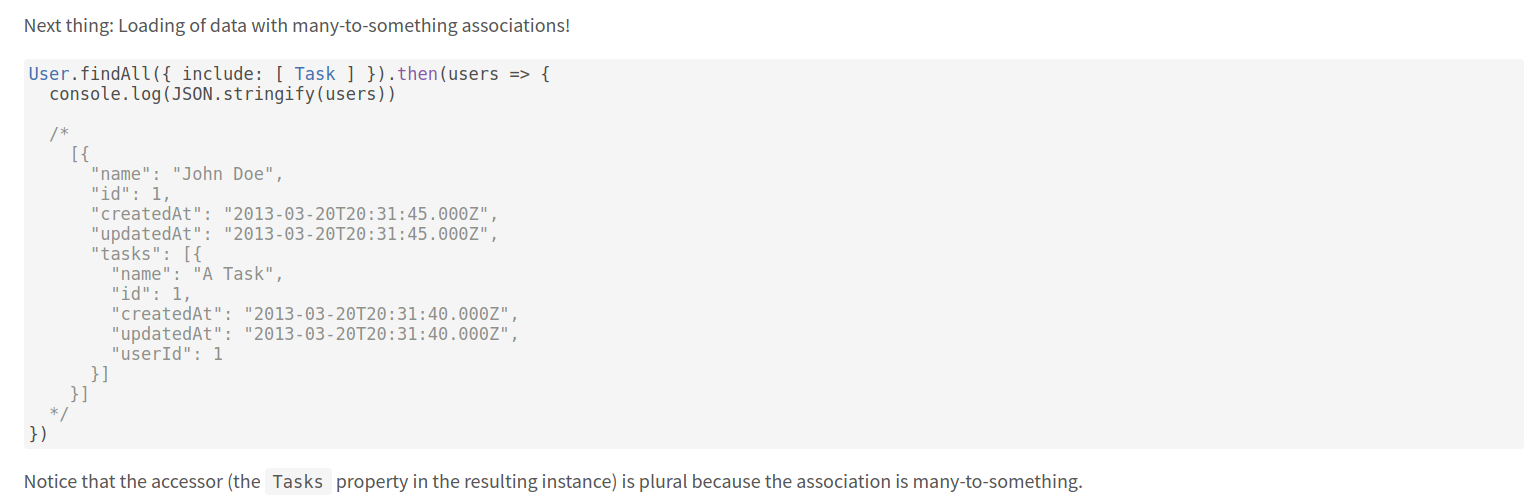 Next thing: Loading of data with many-to-something associations!
User.findAll({ include: [ Task ] }).then(users => {
  console.log(JSON.stringify(users))
  /*
    [{
      "name": "John Doe",
      "id": 1,
      "createdAt": "2013-03-20T20:31:45.000Z",
      "updatedAt": "2013-03-20T20:31:45.000Z",
      "tasks": [{
        "name": "A Task",
        "id": 1,
        "createdAt": "2013-03-20T20:31:40.000Z",
        "updatedAt": "2013-03-20T20:31:40.000Z",
        "userId": 1
      }]
    }]
  */
})
Notice that the accessor (the Tasks property in the resulting instance) is plural because the association is many-to-something.